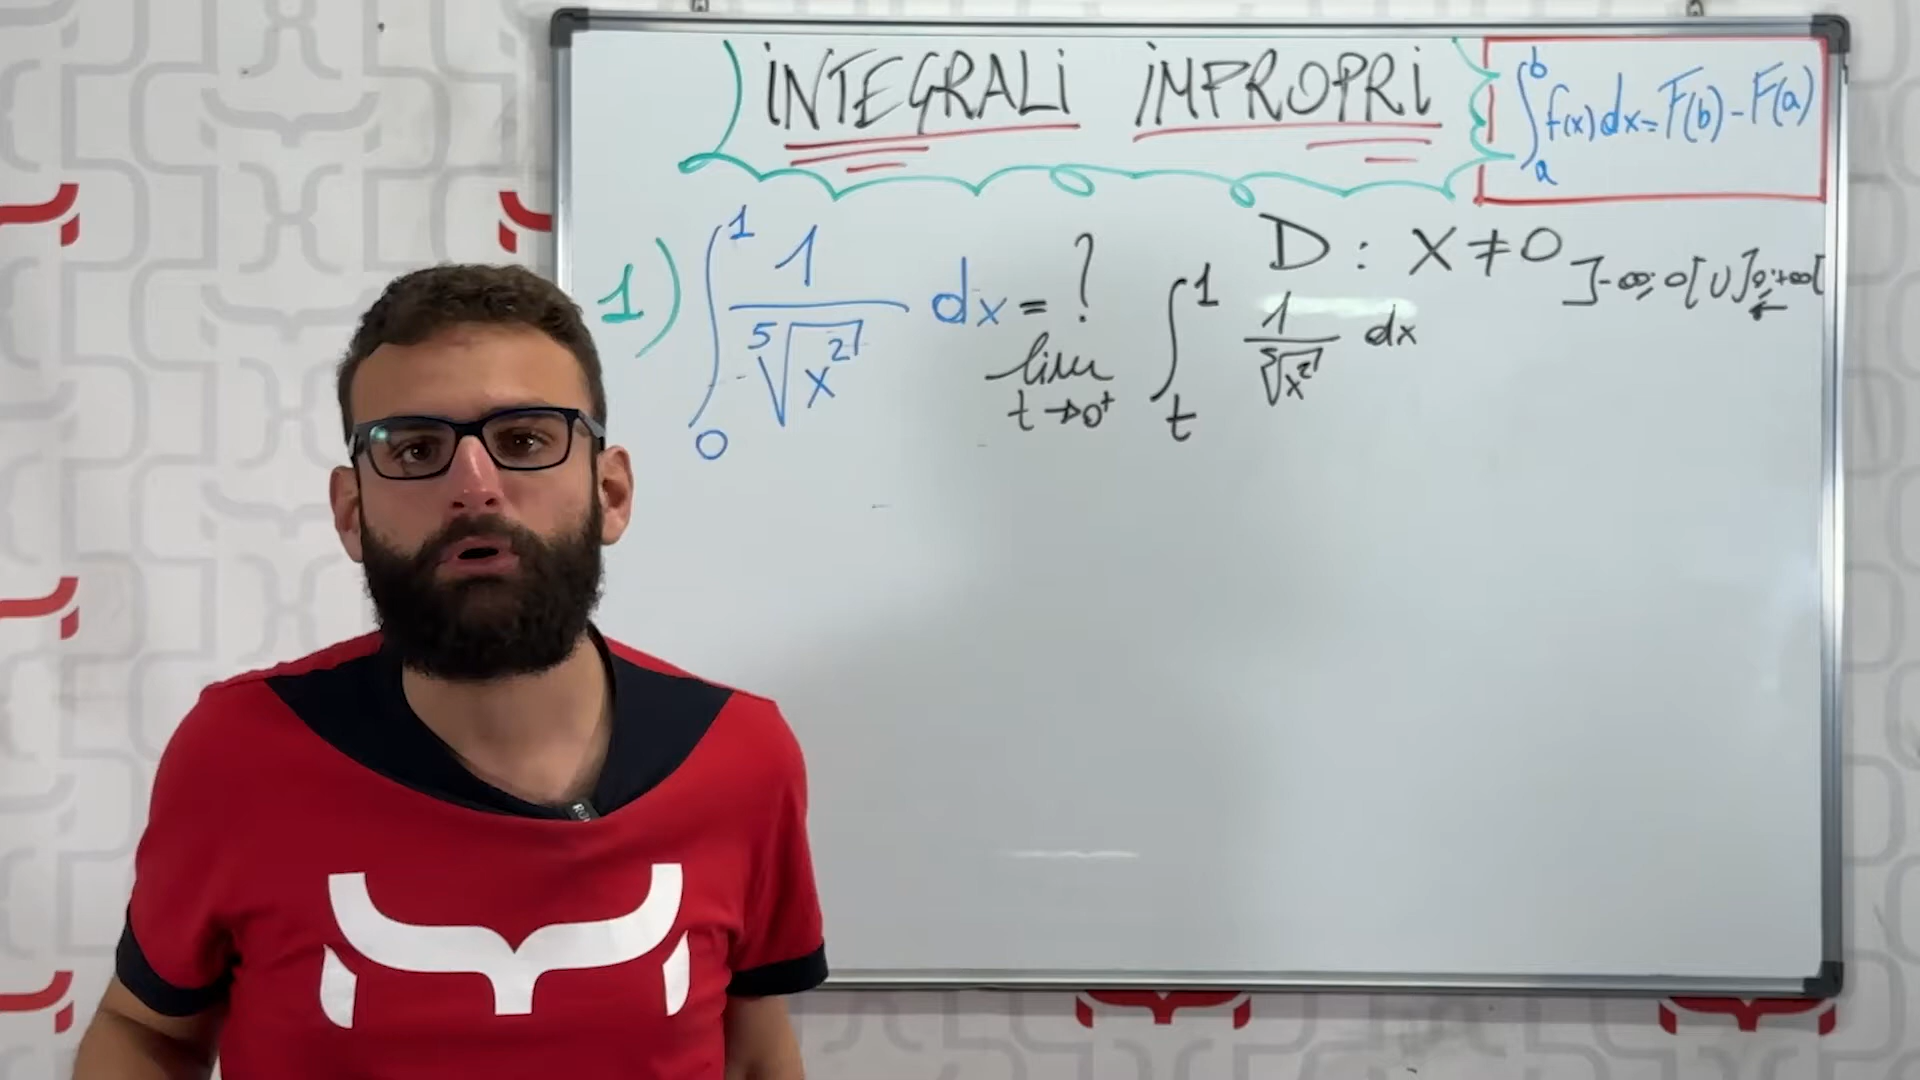 INTEGRALI IMPROPRI
∫_a^b f(x) dx = F(b) - F(a)
1) ∫_0^1 1/⁵√x² dx = ?
D : X ≠ 0 ]-∞; 0[ U ]0; +∞[
lim t→0⁺ ∫_t^1 1/⁵√x² dx